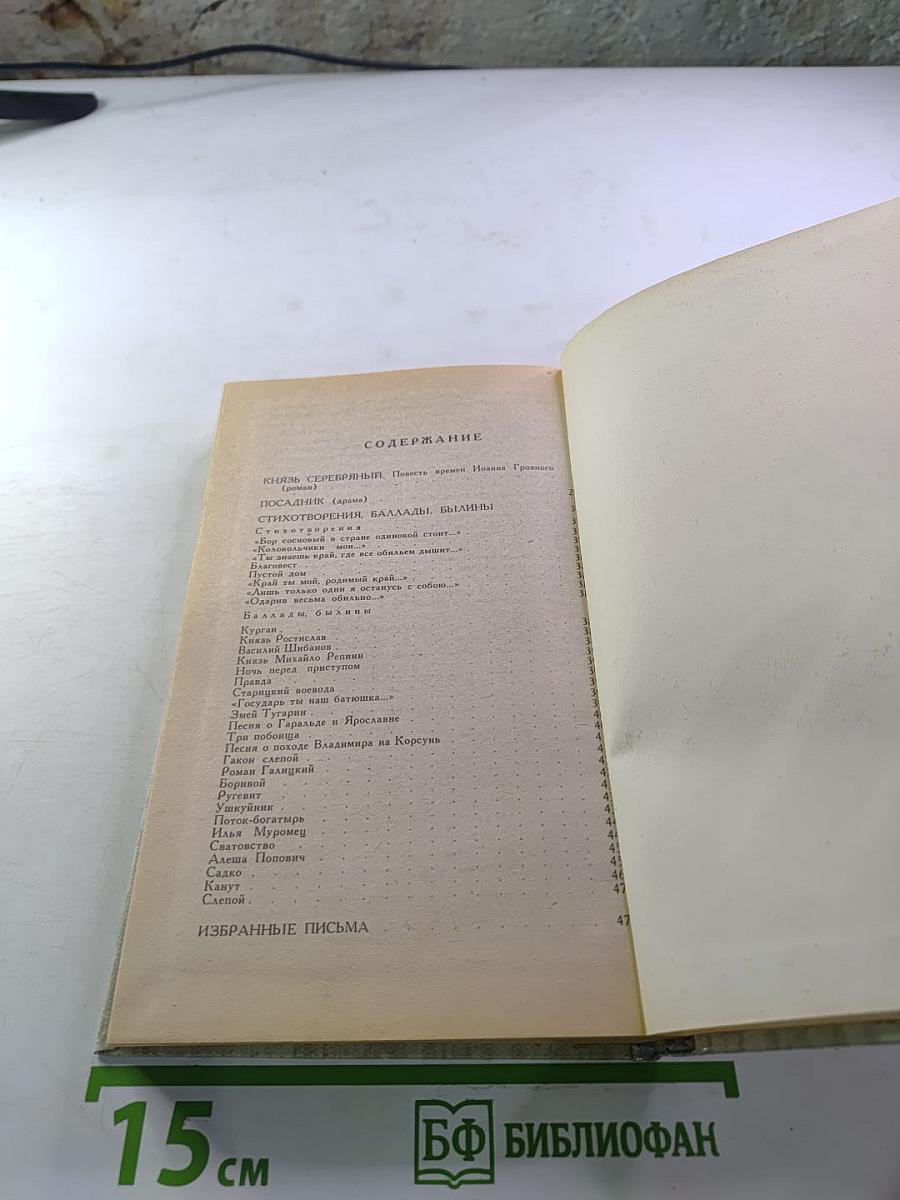 СОДЕРЖАНИЕ
КНЯЗЬ СЕРЕБРЯНЫЙ. Повесть времен Иоанна Грозного
(роман)
ПОСАДНИК (драма)
СТИХОТВОРЕНИЯ, БАЛЛАДЫ, БЫЛИНЫ
Стихотворения
«Бор сосновый в стране одинокой стоит...»
«Колокольчики мои...»
«Ты знаешь край, где все обильем дышит...»
Благовест
Пустой дом
«Край ты мой, родимый край...»
«Лишь только один я останусь с собою...»
«Одарив весьма обильно...»
Баллады, былины
Курган
Князь Ростислав
Василий Шибанов
Князь Михайло Репнин
Ночь перед приступом
Правда
Старицкий воевода
«Государь ты наш батюшка...»
Змей Тугарин
Песня о Гаральде и Ярославне
Три побоища
Песня о походе Владимира на Корсунь
Гакон слепой
Роман Галицкий
Боривой
Ругевит
Ушкуйник
Поток-богатырь
Илья Муромец
Сватовство
Алеша Попович
Садко
Канут
Слепой
ИЗБРАННЫЕ ПИСЬМА
15 см
БФ БИБЛИОФАН